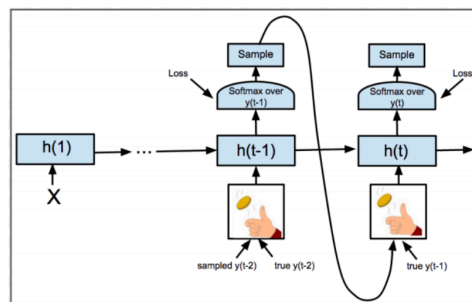 Sample
Sample
Loss
Softmax over
y(t-1)
Softmax over
y(t)
Loss
h(1)
...
h(t-1)
h(t)
X
sampled y(t-2)
true y(t-2)
true y(t-1)